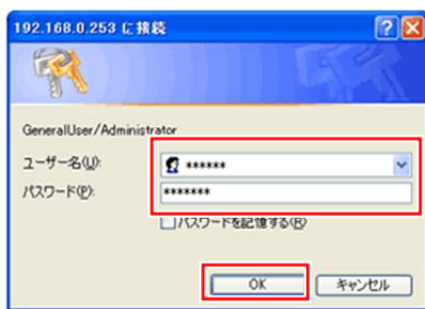 192.168.0.253 に接続
GeneralUser/Administrator
ユーザー名(U):
******
パスワード(P):
*******
パスワードを記憶する(R)
OK
キャンセル